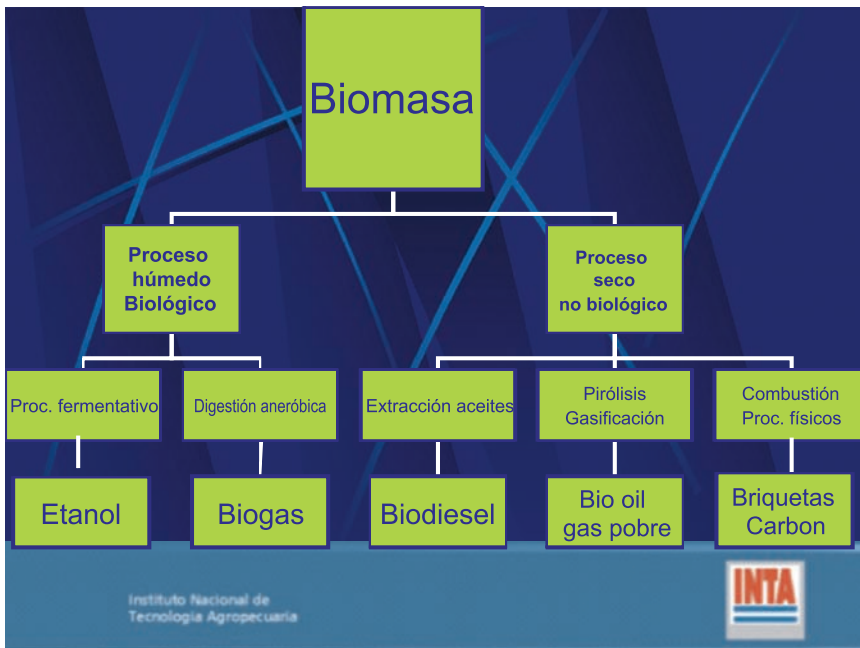 Biomasa
Proceso
húmedo
Biológico
Proceso
seco
no biológico
Proc. fermentativo
Digestión aneróbica
Extracción aceites
Pirólisis
Gasificación
Combustión
Proc. físicos
Etanol
Biogas
Biodiesel
Bio oil
gas pobre
Briquetas
Carbon
Instituto Nacional de
Tecnología Agropecuaria
INTA